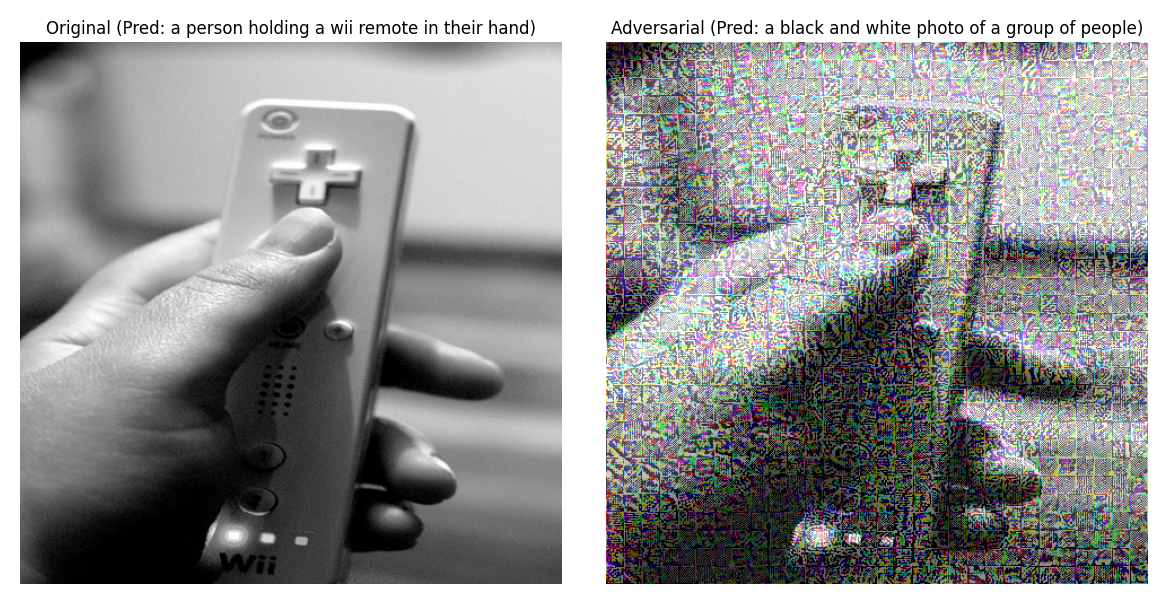 Original (Pred: a person holding a wii remote in their hand)
Adversarial (Pred: a black and white photo of a group of people)
Wii